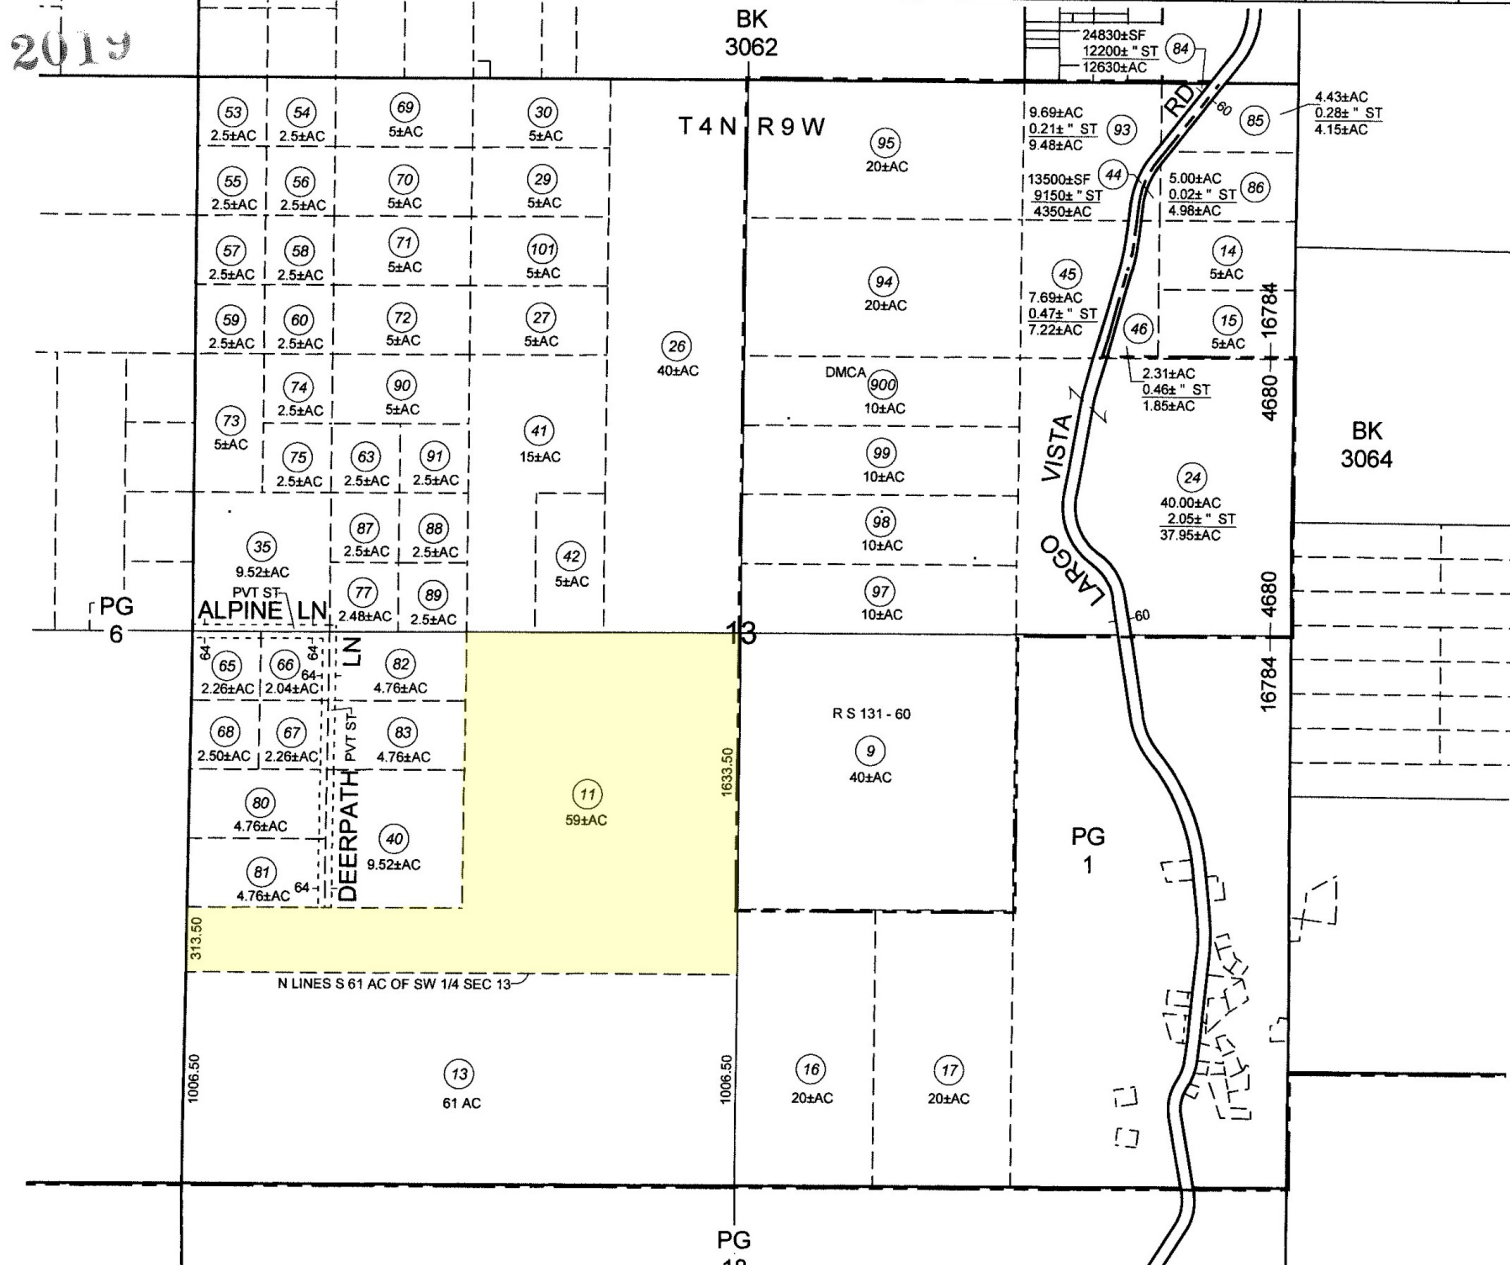 2019
BK
3062
24830±SF
12200± " ST
12630±AC
84
RD
60
T4N R9W
53
2.5±AC
54
2.5±AC
69
5±AC
30
5±AC
95
20±AC
9.69±AC
0.21± " ST
9.48±AC
93
85
4.43±AC
0.28± " ST
4.15±AC
55
2.5±AC
56
2.5±AC
70
5±AC
29
5±AC
13500±SF
9150± " ST
4350±AC
44
5.00±AC
0.02± " ST
4.98±AC
86
57
2.5±AC
58
2.5±AC
71
5±AC
101
5±AC
94
20±AC
45
7.69±AC
0.47± " ST
7.22±AC
14
5±AC
59
2.5±AC
60
2.5±AC
72
5±AC
27
5±AC
26
40±AC
46
2.31±AC
0.46± " ST
1.85±AC
15
5±AC
16784
4680
73
5±AC
74
2.5±AC
90
5±AC
41
15±AC
DMCA
900
10±AC
VISTA
BK
3064
75
2.5±AC
63
2.5±AC
91
2.5±AC
99
10±AC
24
40.00±AC
2.05± " ST
37.95±AC
35
9.52±AC
87
2.5±AC
88
2.5±AC
42
5±AC
98
10±AC
LARGO
PVT ST
ALPINE LN
77
2.48±AC
89
2.5±AC
97
10±AC
60
4680
16784
PG
6
13
64
65
2.26±AC
66
2.04±AC
64
64
LN
82
4.76±AC
68
2.50±AC
67
2.26±AC
PVT ST
83
4.76±AC
1633.50
R S 131 - 60
9
40±AC
80
4.76±AC
DEERPATH
40
9.52±AC
11
59±AC
PG
1
81
4.76±AC
64
313.50
N LINES S 61 AC OF SW 1/4 SEC 13
1006.50
13
61 AC
1006.50
16
20±AC
17
20±AC
PG